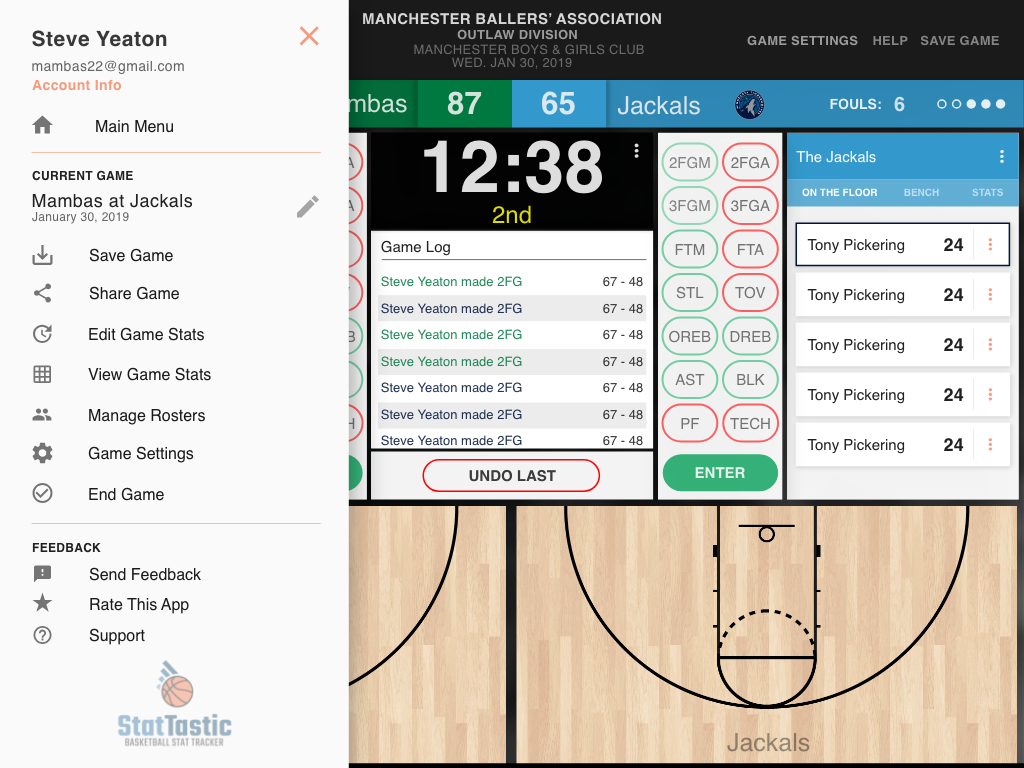 Steve Yeaton
mambas22@gmail.com
Account Info
Main Menu
CURRENT GAME
Mambas at Jackals
January 30, 2019
Save Game
Share Game
Edit Game Stats
View Game Stats
Manage Rosters
Game Settings
End Game
FEEDBACK
Send Feedback
Rate This App
Support
StatTastic
BASKETBALL STAT TRACKER
MANCHESTER BALLERS’ ASSOCIATION
OUTLAW DIVISION
MANCHESTER BOYS & GIRLS CLUB
WED. JAN 30, 2019
GAME SETTINGS HELP SAVE GAME
mbas 87 65 Jackals FOULS: 6
12:38
2nd
Game Log
Steve Yeaton made 2FG 67 - 48
Steve Yeaton made 2FG 67 - 48
Steve Yeaton made 2FG 67 - 48
Steve Yeaton made 2FG 67 - 48
Steve Yeaton made 2FG 67 - 48
Steve Yeaton made 2FG 67 - 48
Steve Yeaton made 2FG 67 - 48
UNDO LAST
A
A
B
H
2FGM 2FGA
3FGM 3FGA
FTM FTA
STL TOV
OREB DREB
AST BLK
PF TECH
ENTER
The Jackals
ON THE FLOOR BENCH STATS
Tony Pickering 24
Tony Pickering 24
Tony Pickering 24
Tony Pickering 24
Tony Pickering 24
Jackals